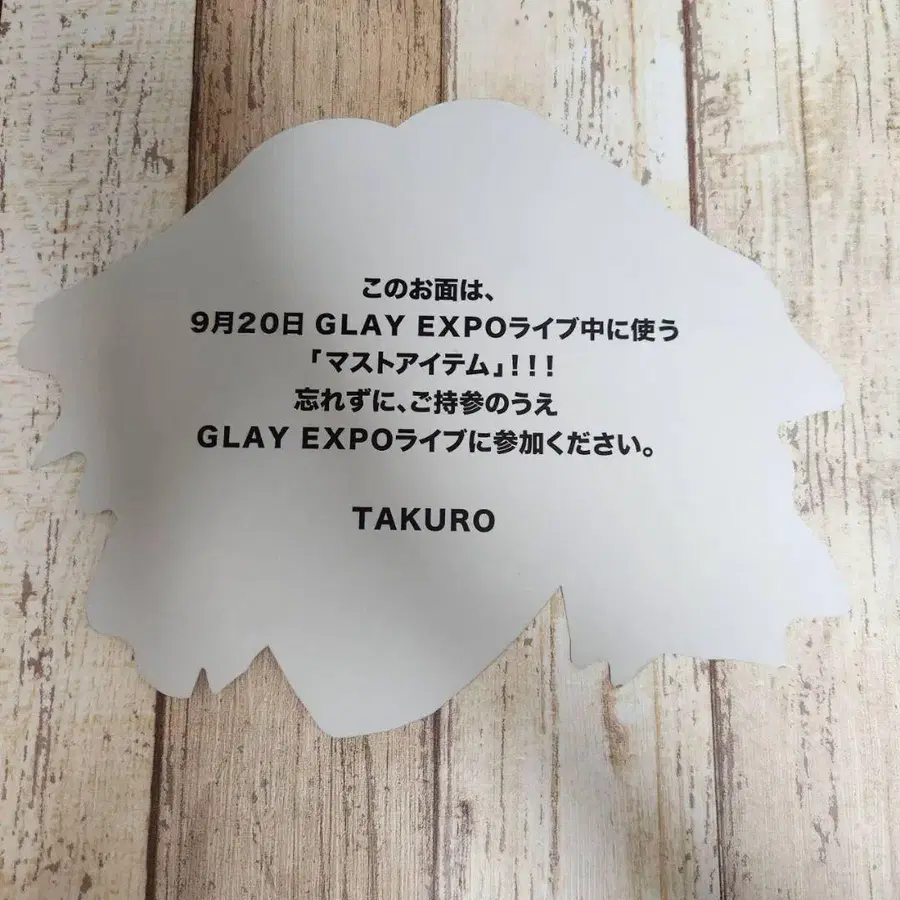 このお面は、
9月20日 GLAY EXPOライブ中に使う
「マストアイテム」!!!
忘れずに、ご持参のうえ
GLAY EXPOライブに参加ください。
TAKURO